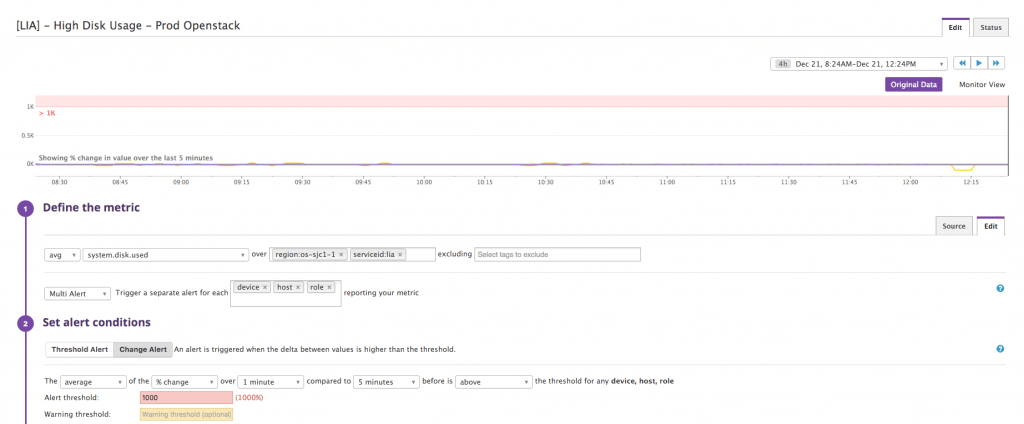 [LIA] – High Disk Usage – Prod Openstack
Edit Status
4h Dec 21, 8:24AM-Dec 21, 12:24PM
Original Data Monitor View
1K
> 1K
0.5K
Showing % change in value over the last 5 minutes
0K
08:30 08:45 09:00 09:15 09:30 09:45 10:00 10:15 10:30 10:45 11:00 11:15 11:30 11:45 12:00 12:15
1 Define the metric
Source Edit
avg system.disk.used over region:os-sjc1-1 × serviceid:lia × excluding Select tags to exclude
Multi Alert Trigger a separate alert for each device × host × role × reporting your metric ?
2 Set alert conditions
Threshold Alert Change Alert An alert is triggered when the delta between values is higher than the threshold. ?
The average of the % change over 1 minute compared to 5 minutes before is above the threshold for any device, host, role
Alert threshold: 1000 (1000%)
Warning threshold: Warning threshold (optional)